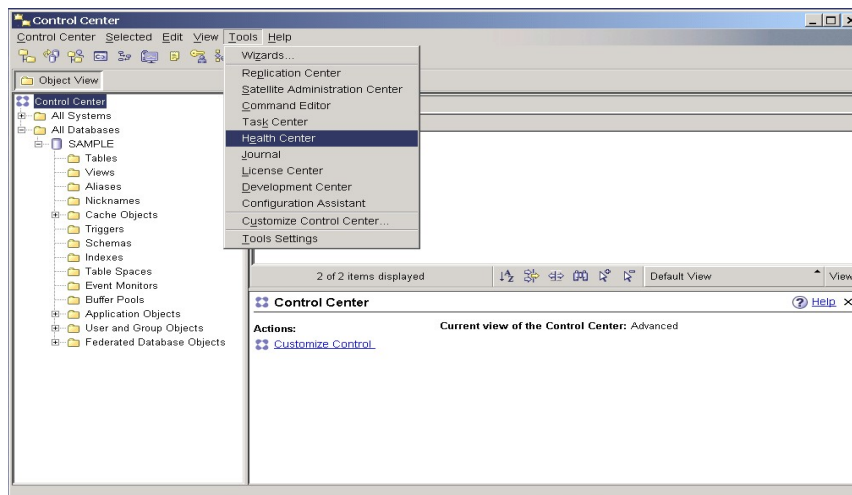 Control Center
Control Center Selected Edit View Tools Help
Object View
Control Center
All Systems
All Databases
SAMPLE
Tables
Views
Aliases
Nicknames
Cache Objects
Triggers
Schemas
Indexes
Table Spaces
Event Monitors
Buffer Pools
Application Objects
User and Group Objects
Federated Database Objects
Wizards...
Replication Center
Satellite Administration Center
Command Editor
Task Center
Health Center
Journal
License Center
Development Center
Configuration Assistant
Customize Control Center...
Tools Settings
2 of 2 items displayed
Default View
View
Control Center
Help
Actions:
Current view of the Control Center: Advanced
Customize Control